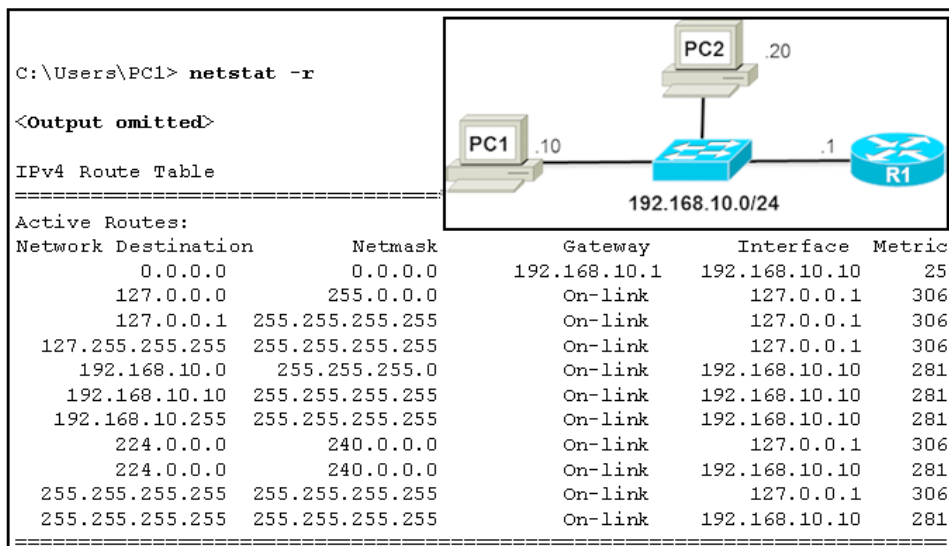 C:\Users\PC1> netstat -r
<Output omitted>
IPv4 Route Table
===================================
PC2 .20
PC1 .10 .1 R1
192.168.10.0/24
Active Routes:
Network Destination Netmask Gateway Interface Metric
0.0.0.0 0.0.0.0 192.168.10.1 192.168.10.10 25
127.0.0.0 255.0.0.0 On-link 127.0.0.1 306
127.0.0.1 255.255.255.255 On-link 127.0.0.1 306
127.255.255.255 255.255.255.255 On-link 127.0.0.1 306
192.168.10.0 255.255.255.0 On-link 192.168.10.10 281
192.168.10.10 255.255.255.255 On-link 192.168.10.10 281
192.168.10.255 255.255.255.255 On-link 192.168.10.10 281
224.0.0.0 240.0.0.0 On-link 127.0.0.1 306
224.0.0.0 240.0.0.0 On-link 192.168.10.10 281
255.255.255.255 255.255.255.255 On-link 127.0.0.1 306
255.255.255.255 255.255.255.255 On-link 192.168.10.10 281
===========================================================================